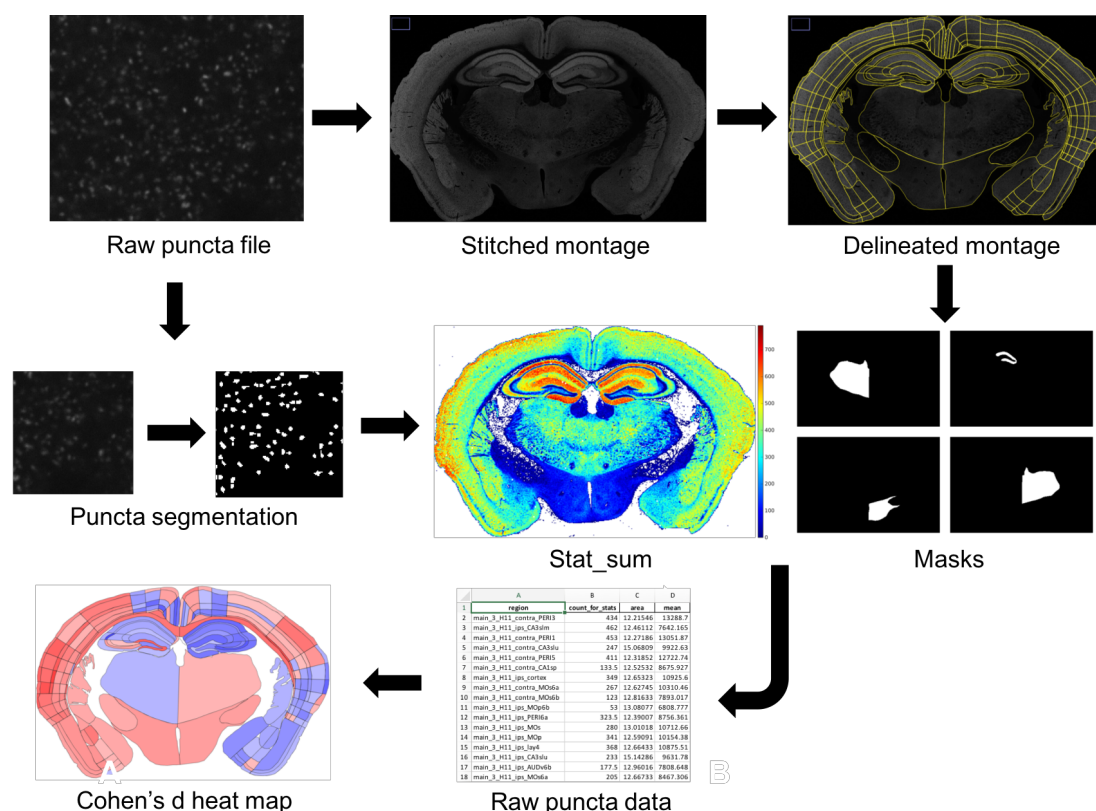 Raw puncta file
Stitched montage
Delineated montage
Puncta segmentation
Stat_sum
700
600
500
400
300
200
100
0
Masks
A B C D
1 region count_for_stats area mean
2 main_3_H11_contra_PERI3 434 12.21546 13288.7
3 main_3_H11_ips_CA3slm 462 12.46112 7642.165
4 main_3_H11_contra_PERI1 453 12.27186 13051.87
5 main_3_H11_contra_CA3slu 247 15.06809 9922.63
6 main_3_H11_contra_PERI5 411 12.31852 12722.74
7 main_3_H11_contra_CA1sp 133.5 12.52532 8675.927
8 main_3_H11_ips_cortex 349 12.65323 10925.6
9 main_3_H11_contra_MOs6a 267 12.62745 10310.46
10 main_3_H11_contra_MOs6b 123 12.81633 7893.017
11 main_3_H11_ips_MOp6b 53 13.08077 6808.777
12 main_3_H11_ips_PERI6a 323.5 12.39007 8756.361
13 main_3_H11_ips_MOs 280 13.01018 10712.66
14 main_3_H11_ips_MOp 341 12.59091 10154.38
15 main_3_H11_ips_lay4 368 12.66433 10875.51
16 main_3_H11_ips_CA3slu 233 15.14286 9631.78
17 main_3_H11_ips_AUDv6b 177.5 12.96016 7808.648
18 main_3_H11_ips_MOs6a 205 12.66733 8467.306
A
B
Cohen's d heat map
Raw puncta data